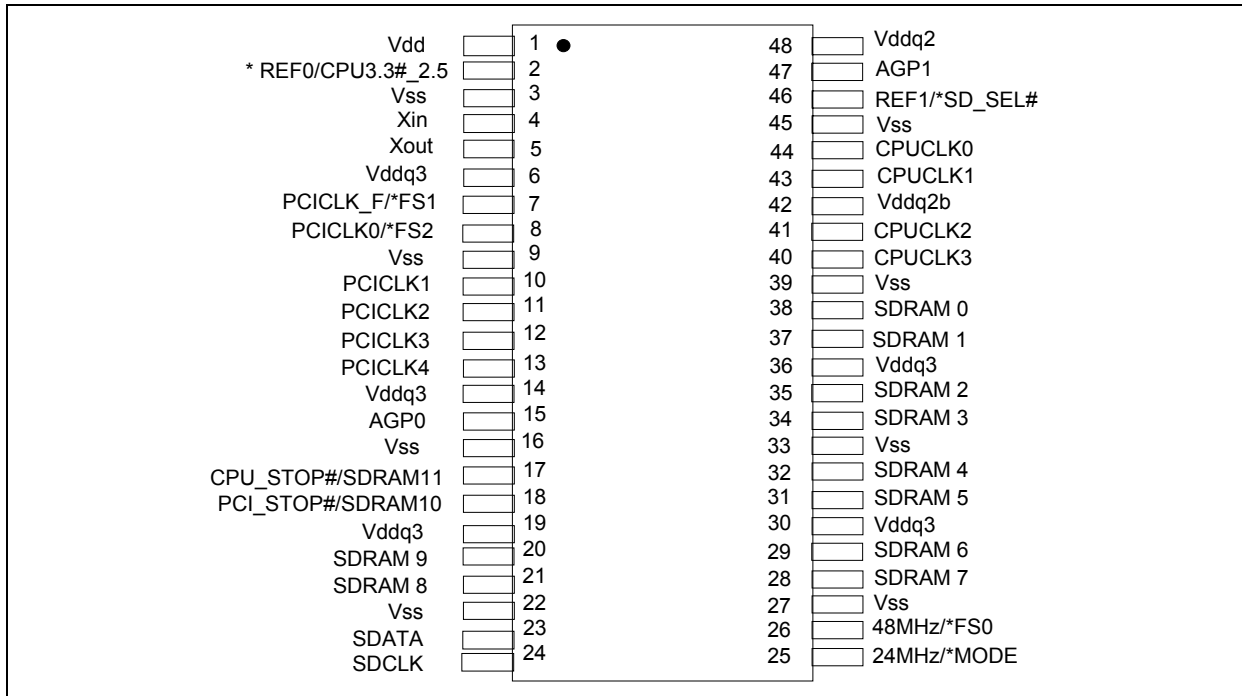 Vdd 1 48 Vddq2
* REF0/CPU3.3#_2.5 2 47 AGP1
Vss 3 46 REF1/*SD_SEL#
Xin 4 45 Vss
Xout 5 44 CPUCLK0
Vddq3 6 43 CPUCLK1
PCICLK_F/*FS1 7 42 Vddq2b
PCICLK0/*FS2 8 41 CPUCLK2
Vss 9 40 CPUCLK3
PCICLK1 10 39 Vss
PCICLK2 11 38 SDRAM 0
PCICLK3 12 37 SDRAM 1
PCICLK4 13 36 Vddq3
Vddq3 14 35 SDRAM 2
AGP0 15 34 SDRAM 3
Vss 16 33 Vss
CPU_STOP#/SDRAM11 17 32 SDRAM 4
PCI_STOP#/SDRAM10 18 31 SDRAM 5
Vddq3 19 30 Vddq3
SDRAM 9 20 29 SDRAM 6
SDRAM 8 21 28 SDRAM 7
Vss 22 27 Vss
SDATA 23 26 48MHz/*FS0
SDCLK 24 25 24MHz/*MODE